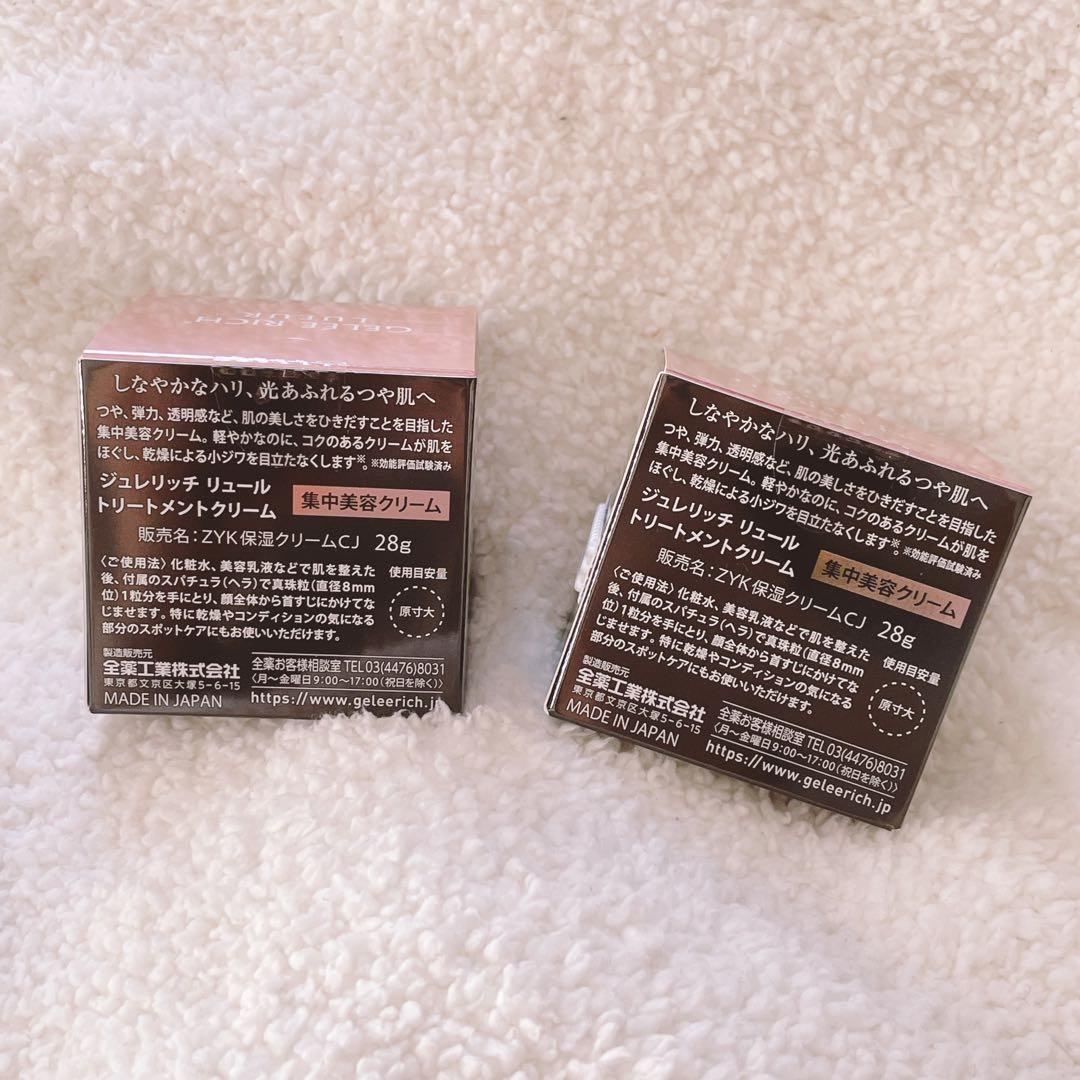 GELÉE RICH
LUEUR
しなやかなハリ、光あふれるつや肌へ
つや、弾力、透明感など、肌の美しさをひきだすことを目指した
集中美容クリーム。軽やかなのに、コクのあるクリームが肌を
ほぐし、乾燥による小ジワを目立たなくします※。※効能評価試験済み
ジュレリッチ リュール
トリートメントクリーム
集中美容クリーム
販売名:ZYK保湿クリームCJ 28g
〈ご使用法〉化粧水、美容乳液などで肌を整えた
後、付属のスパチュラ(ヘラ)で真珠粒(直径8mm
位)1粒分を手にとり、顔全体から首すじにかけてな
じませます。特に乾燥やコンディションの気になる
部分のスポットケアにもお使いいただけます。
使用目安量
原寸大
製造販売元
全薬工業株式会社
東京都文京区大塚5-6-15
MADE IN JAPAN
全薬お客様相談室 TEL03(4476)8031
〈月〜金曜日9:00〜17:00(祝日を除く)〉
https://www.geleerich.jp
しなやかなハリ、光あふれるつや肌へ
つや、弾力、透明感など、肌の美しさをひきだすことを目指した
集中美容クリーム。軽やかなのに、コクのあるクリームが肌を
ほぐし、乾燥による小ジワを目立たなくします※。※効能評価試験済み
ジュレリッチ リュール
トリートメントクリーム
集中美容クリーム
販売名:ZYK保湿クリームCJ 28g
〈ご使用法〉化粧水、美容乳液などで肌を整えた
後、付属のスパチュラ(ヘラ)で真珠粒(直径8mm
位)1粒分を手にとり、顔全体から首すじにかけてな
じませます。特に乾燥やコンディションの気になる
部分のスポットケアにもお使いいただけます。
使用目安量
原寸大
製造販売元
全薬工業株式会社
東京都文京区大塚5-6-15
MADE IN JAPAN
全薬お客様相談室 TEL03(4476)8031
〈月〜金曜日9:00〜17:00(祝日を除く)〉
https://www.geleerich.jp